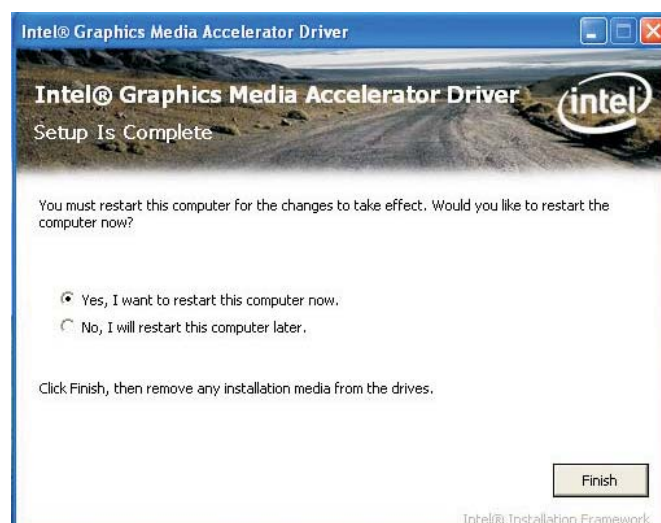 Intel® Graphics Media Accelerator Driver
Intel® Graphics Media Accelerator Driver
intel
Setup Is Complete
You must restart this computer for the changes to take effect. Would you like to restart the
computer now?
Yes, I want to restart this computer now.
No, I will restart this computer later.
Click Finish, then remove any installation media from the drives.
Finish
Intel® Installation Framework